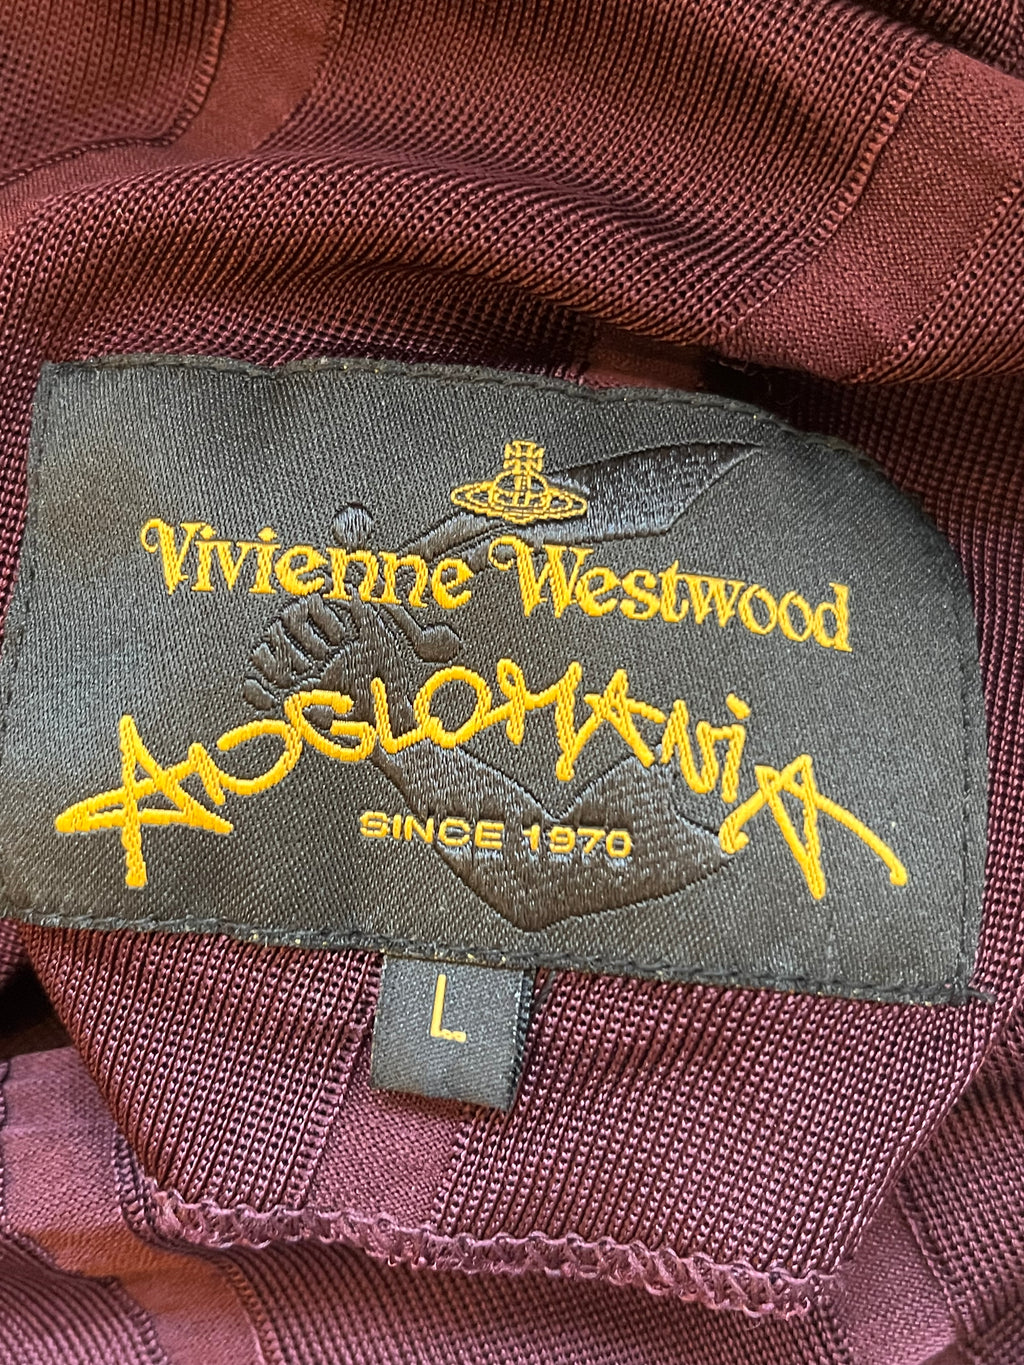 Vivienne Westwood
ANGLOMANIA
SINCE 1970
L